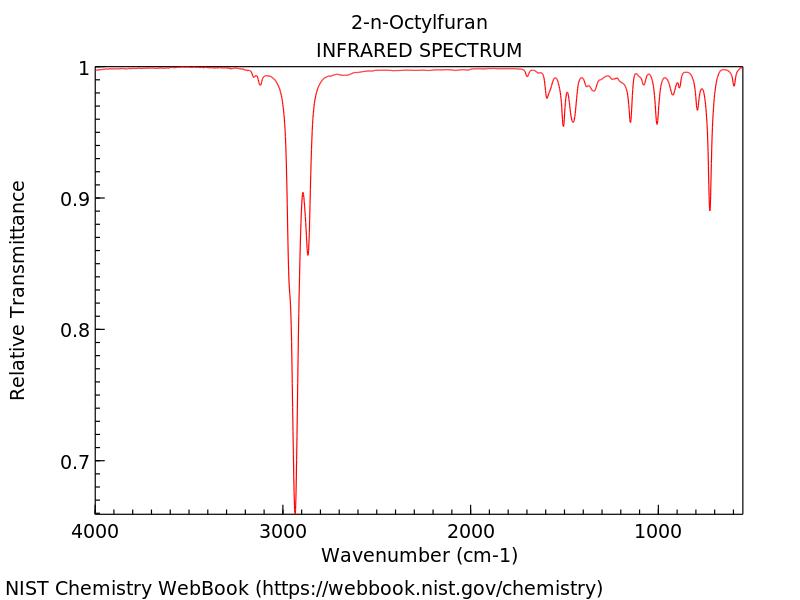 2-n-Octylfuran
INFRARED SPECTRUM
1
0.9
0.8
0.7
Relative Transmittance
4000 3000 2000 1000
Wavenumber (cm-1)
NIST Chemistry WebBook (https://webbook.nist.gov/chemistry)